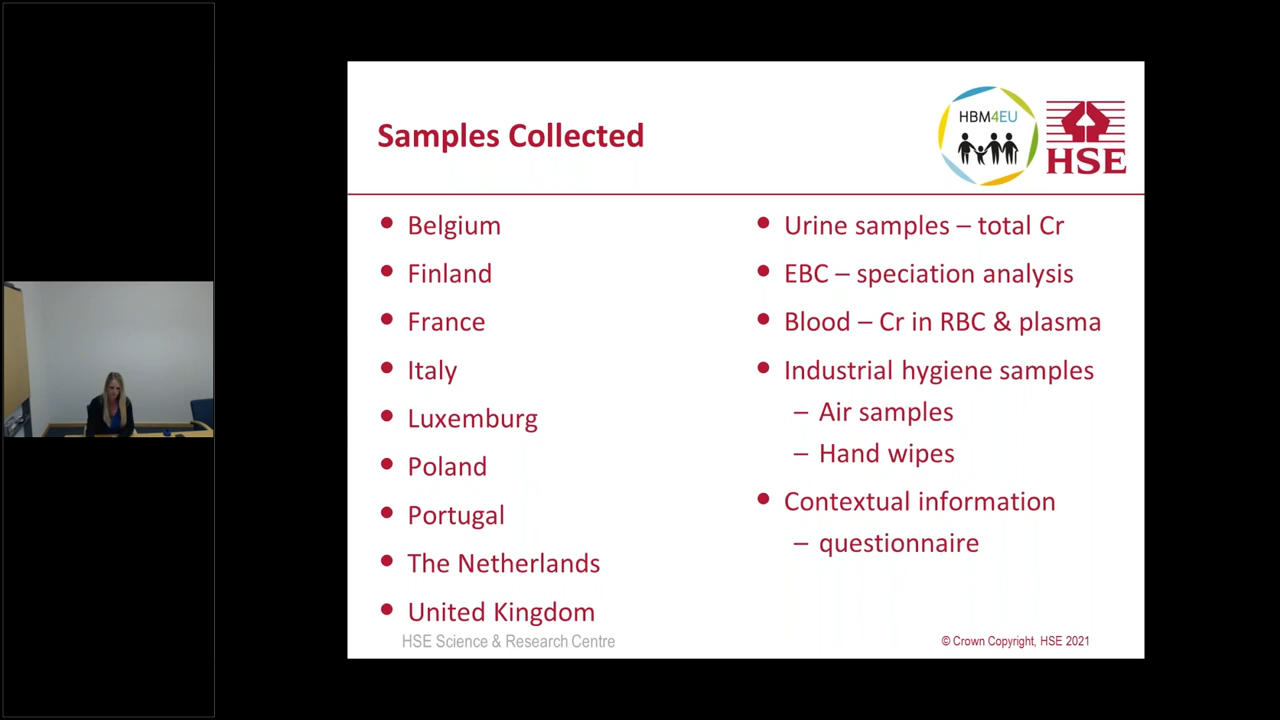 Samples Collected
HBM4EU
HSE
• Belgium
• Finland
• France
• Italy
• Luxemburg
• Poland
• Portugal
• The Netherlands
• United Kingdom
• Urine samples – total Cr
• EBC – speciation analysis
• Blood – Cr in RBC & plasma
• Industrial hygiene samples
– Air samples
– Hand wipes
• Contextual information
– questionnaire
HSE Science & Research Centre
© Crown Copyright, HSE 2021